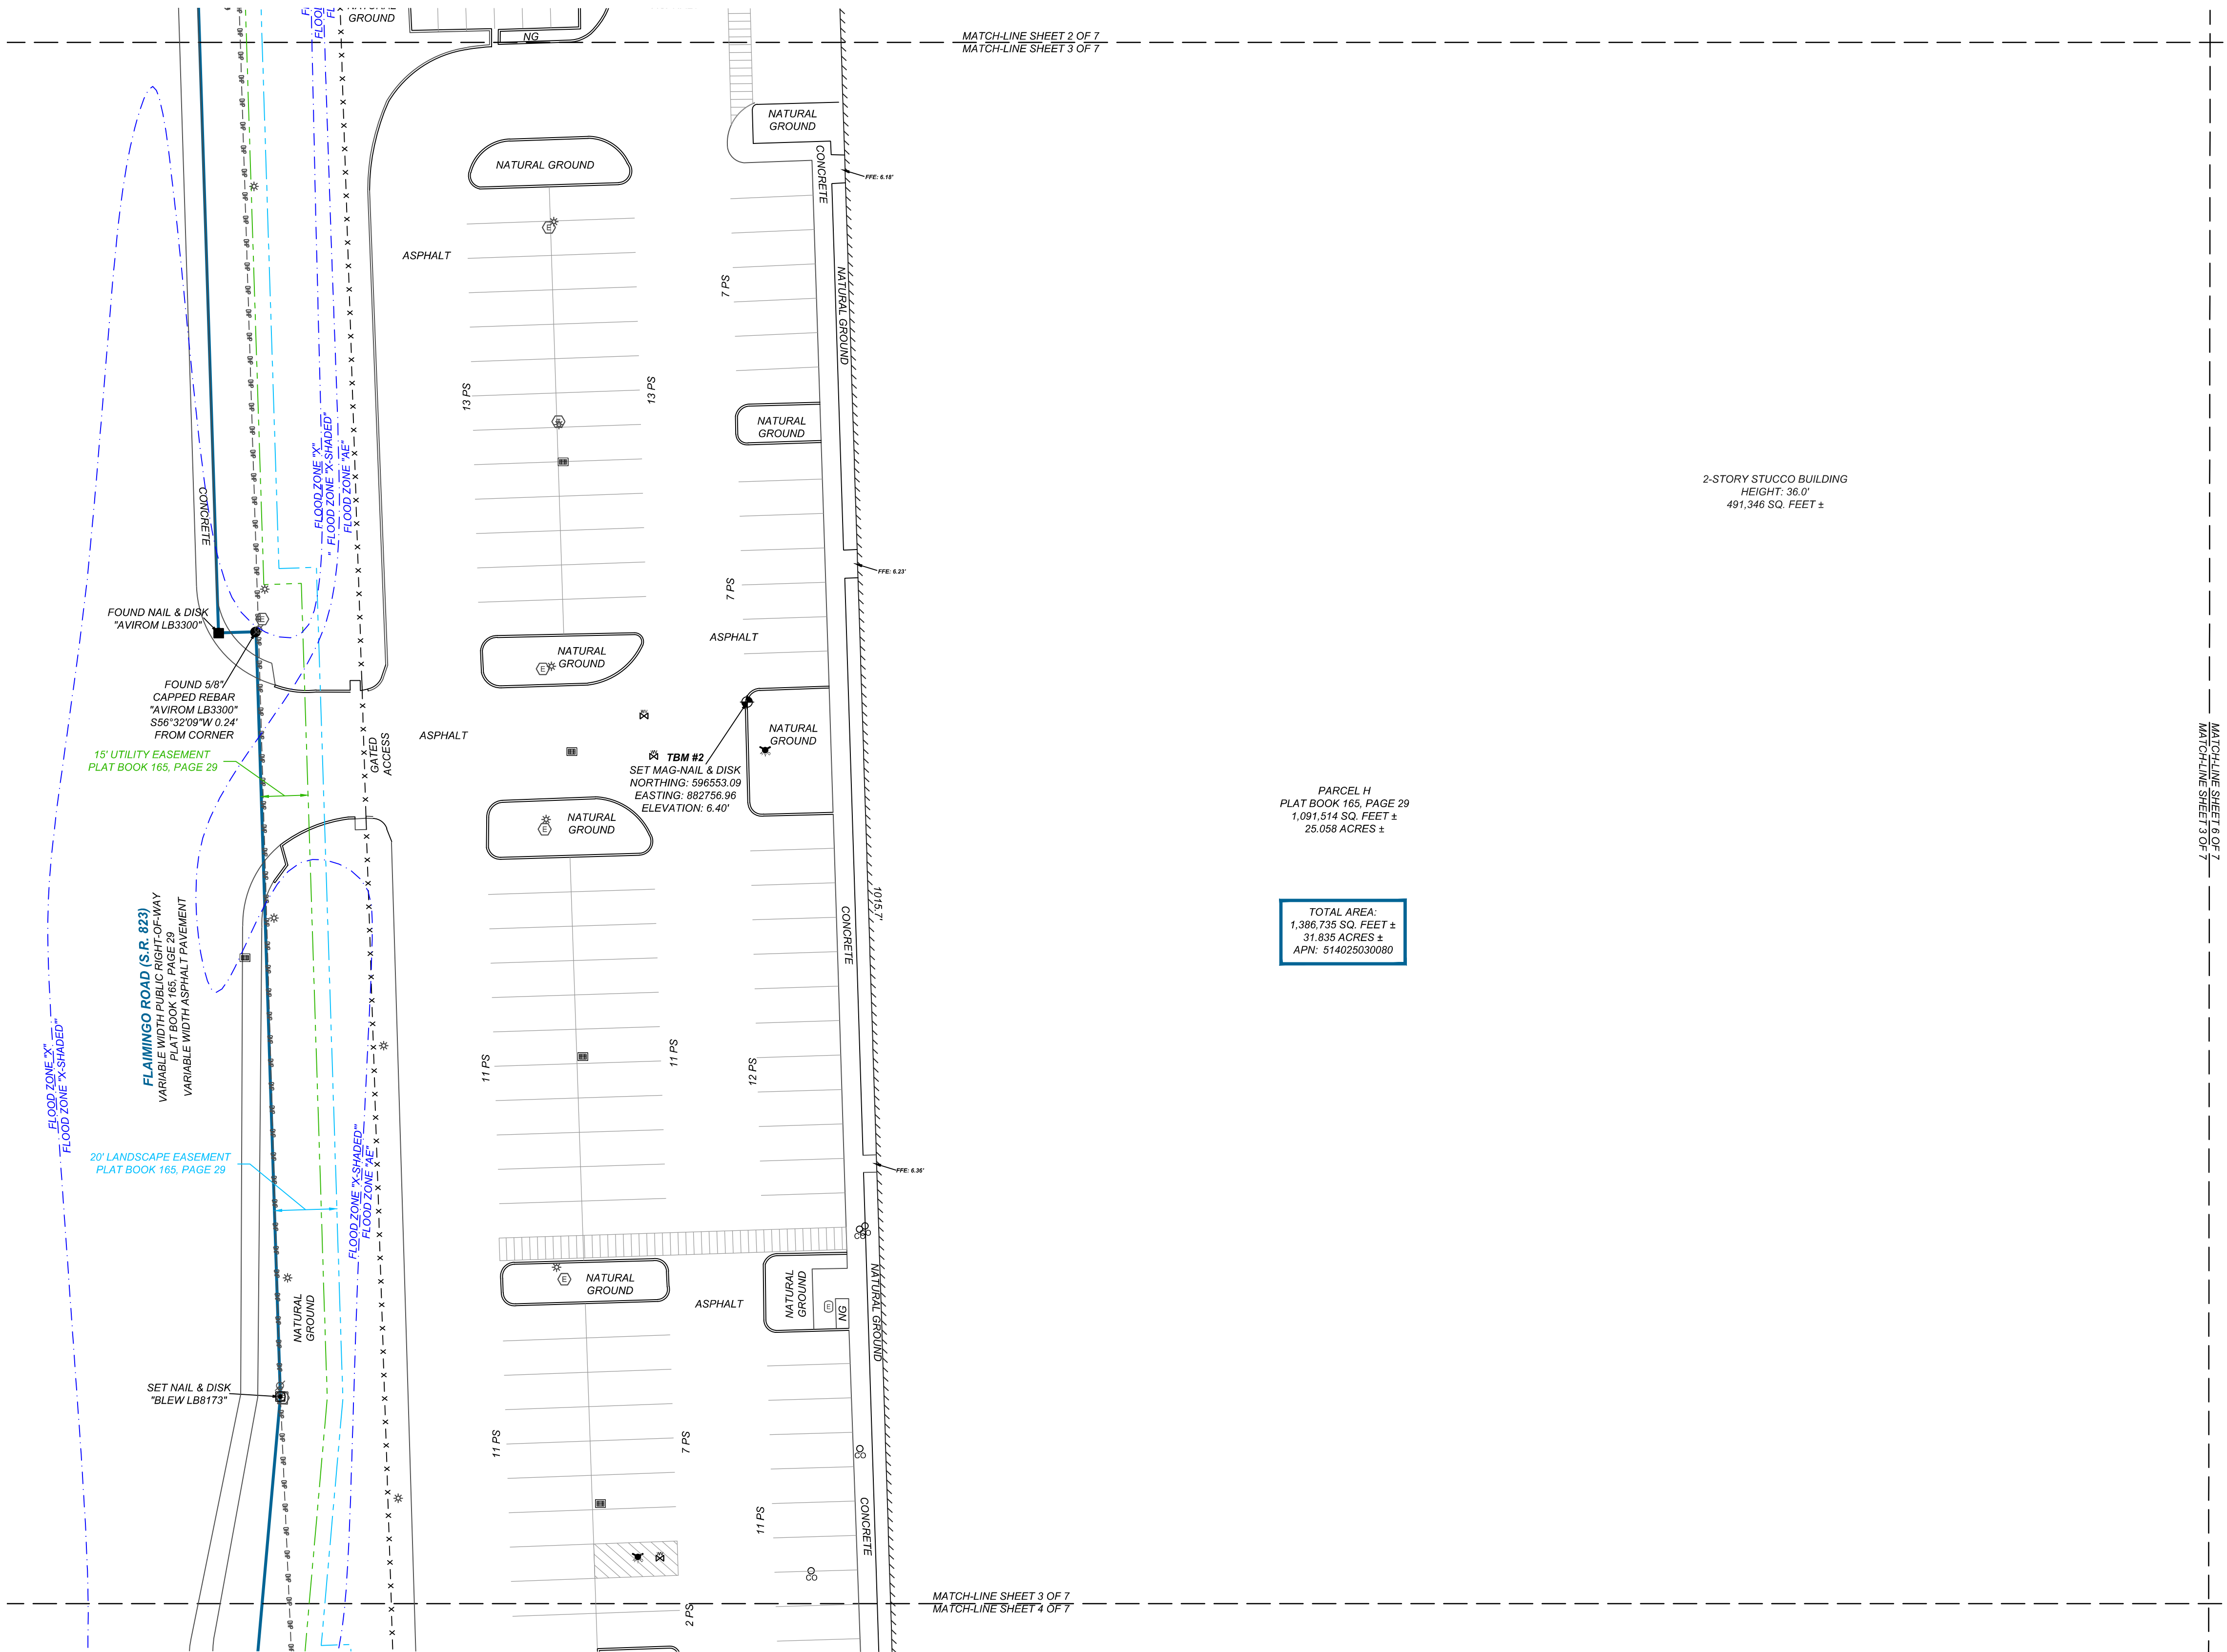 GROUND
NG
MATCH-LINE SHEET 2 OF 7
MATCH-LINE SHEET 3 OF 7
NATURAL
GROUND
CONCRETE
NATURAL GROUND
FFE: 6.18'
E
ASPHALT
7 PS
NATURAL GROUND
13 PS
13 PS
NATURAL
GROUND
FLOOD ZONE "X"
FLOOD ZONE "X-SHADED"
FLOOD ZONE "AE"
CONCRETE
2-STORY STUCCO BUILDING
HEIGHT: 36.0'
491,346 SQ. FEET ±
FFE: 6.23'
7 PS
FOUND NAIL & DISK
"AVIROM LB3300"
E
ASPHALT
NATURAL
GROUND
E
FOUND 5/8"
CAPPED REBAR
"AVIROM LB3300"
S56°32'09"W 0.24'
FROM CORNER
GATED
ACCESS
ASPHALT
NATURAL
GROUND
15' UTILITY EASEMENT
PLAT BOOK 165, PAGE 29
TBM #2
SET MAG-NAIL & DISK
NORTHING: 596553.09
EASTING: 882756.96
ELEVATION: 6.40'
NATURAL
GROUND
E
PARCEL H
PLAT BOOK 165, PAGE 29
1,091,514 SQ. FEET ±
25.058 ACRES ±
MATCH-LINE SHEET 6 OF 7
MATCH-LINE SHEET 3 OF 7
1015.7'
CONCRETE
TOTAL AREA:
1,386,735 SQ. FEET ±
31.835 ACRES ±
APN: 514025030080
FLAIMINGO ROAD (S.R. 823)
VARIABLE WIDTH PUBLIC RIGHT-OF-WAY
PLAT BOOK 165, PAGE 29
VARIABLE WIDTH ASPHALT PAVEMENT
FLOOD ZONE "X"
FLOOD ZONE "X-SHADED"
11 PS
11 PS
12 PS
20' LANDSCAPE EASEMENT
PLAT BOOK 165, PAGE 29
FLOOD ZONE "X-SHADED"
FLOOD ZONE "AE"
FFE: 6.36'
CO
CO
NATURAL
GROUND
E
NATURAL
GROUND
ASPHALT
NATURAL
GROUND
E
NG
NATURAL GROUND
SET NAIL & DISK
"BLEW LB8173"
11 PS
7 PS
CO
11 PS
CONCRETE
CO
2 PS
MATCH-LINE SHEET 3 OF 7
MATCH-LINE SHEET 4 OF 7